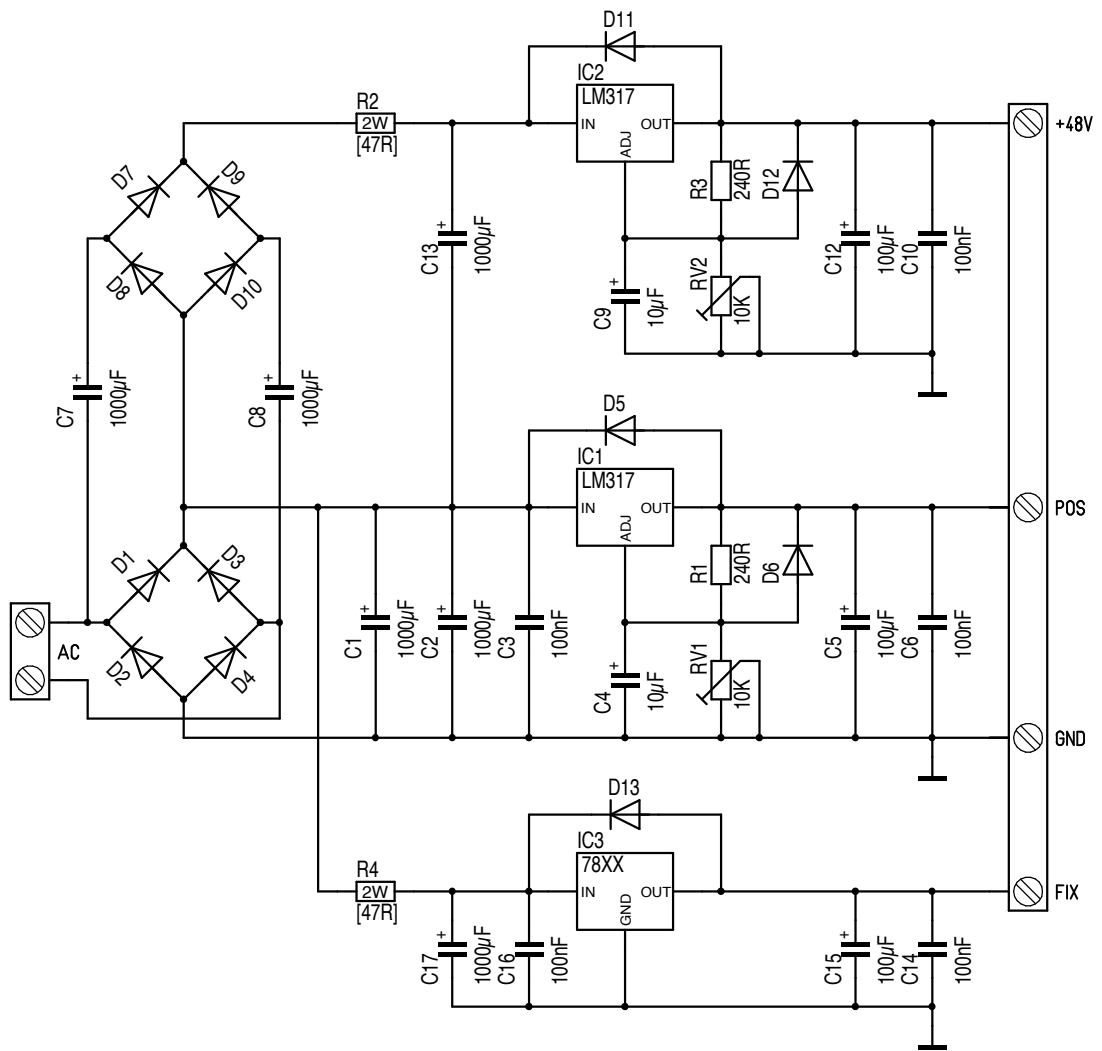 D11
IC2
LM317
IN
OUT
ADJ
R2
2W
[47R]
+48V
D7
D9
D8
D10
R3
240R
D12
C13
+
1000µF
C12
+
100µF
C10
100nF
C9
+
10µF
RV2
10K
C7
+
1000µF
C8
+
1000µF
D5
IC1
LM317
IN
OUT
ADJ
POS
D1
D3
D2
D4
AC
R1
240R
D6
C1
+
1000µF
C2
+
1000µF
C3
100nF
C4
+
10µF
RV1
10K
C5
+
100µF
C6
100nF
GND
D13
IC3
78XX
IN
OUT
GND
R4
2W
[47R]
FIX
C17
+
1000µF
C16
100nF
C15
+
100µF
C14
100nF